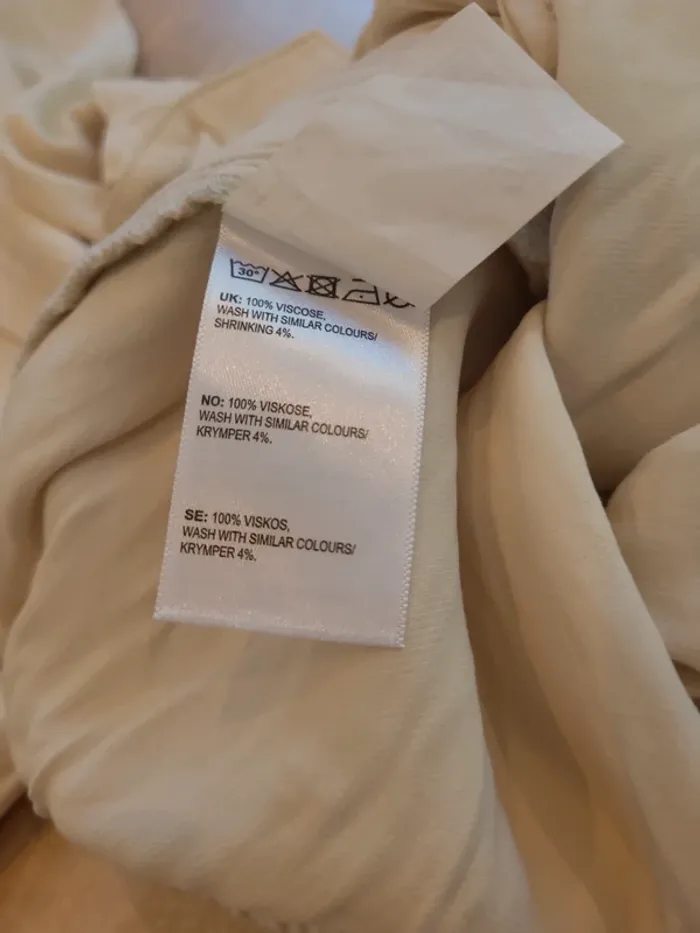 30°
UK: 100% VISCOSE,
WASH WITH SIMILAR COLOURS/
SHRINKING 4%.
NO: 100% VISKOSE,
WASH WITH SIMILAR COLOURS/
KRYMPER 4%.
SE: 100% VISKOS,
WASH WITH SIMILAR COLOURS/
KRYMPER 4%.